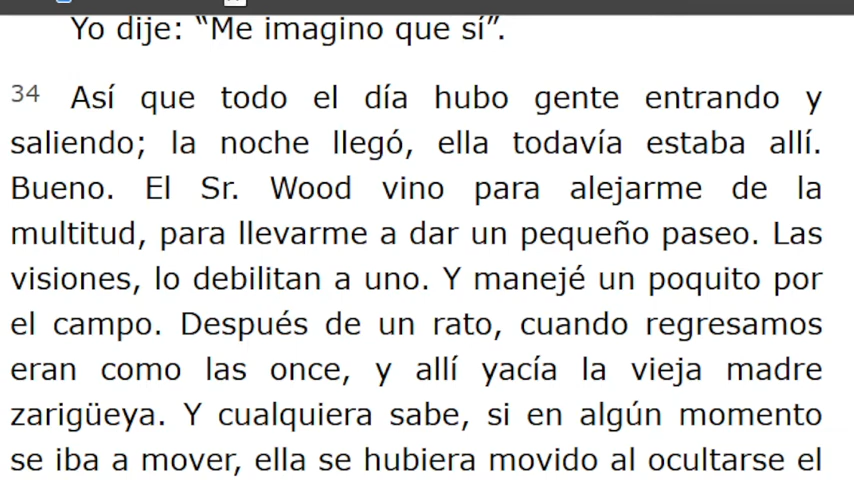 Yo dije: “Me imagino que sí”.
34 Así que todo el día hubo gente entrando y
saliendo; la noche llegó, ella todavía estaba allí.
Bueno. El Sr. Wood vino para alejarme de la
multitud, para llevarme a dar un pequeño paseo. Las
visiones, lo debilitan a uno. Y manejé un poquito por
el campo. Después de un rato, cuando regresamos
eran como las once, y allí yacía la vieja madre
zarigüeya. Y cualquiera sabe, si en algún momento
se iba a mover, ella se hubiera movido al ocultarse el